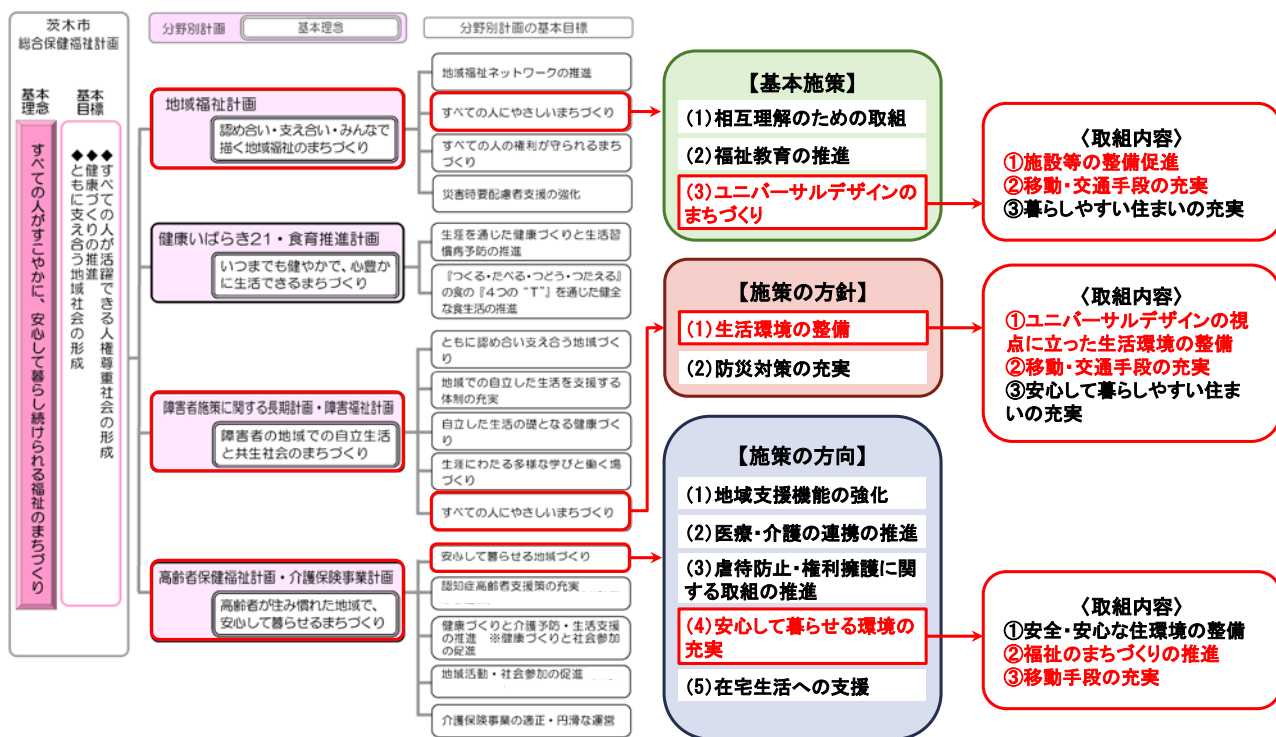 茨木市
総合保健福祉計画
基本
理念
基本
目標
すべての人がすこやかに、安心して暮らし続けられる福祉のまちづくり
◆すべての人が活躍できる人権尊重社会の形成
◆健康づくりの推進
◆ともに支え合う地域社会の形成
分野別計画
基本理念
分野別計画の基本目標
地域福祉計画
認め合い・支え合い・みんなで
描く地域福祉のまちづくり
地域福祉ネットワークの推進
すべての人にやさしいまちづくり
すべての人の権利が守られるまち
づくり
災害時要配慮者支援の強化
健康いばらき21・食育推進計画
いつまでも健やかで、心豊か
に生活できるまちづくり
生涯を通じた健康づくりと生活習
慣病予防の推進
『つくる・たべる・つどう・つたえる』
の食の『4つの “T”』を通じた健全
な食生活の推進
障害者施策に関する長期計画・障害福祉計画
障害者の地域での自立生活
と共生社会のまちづくり
ともに認め合い支え合う地域づく
り
地域での自立した生活を支援する
体制の充実
自立した生活の礎となる健康づく
り
生涯にわたる多様な学びと働く場
づくり
すべての人にやさしいまちづくり
高齢者保健福祉計画・介護保険事業計画
高齢者が住み慣れた地域で、
安心して暮らせるまちづくり
安心して暮らせる地域づくり
認知症高齢者支援策の充実
健康づくりと介護予防・生活支援
の推進 ※健康づくりと社会参加
の促進
地域活動・社会参加の促進
介護保険事業の適正・円滑な運営
【基本施策】
(1)相互理解のための取組
(2)福祉教育の推進
(3)ユニバーサルデザインの
まちづくり
〈取組内容〉
①施設等の整備促進
②移動・交通手段の充実
③暮らしやすい住まいの充実
【施策の方針】
(1)生活環境の整備
(2)防災対策の充実
〈取組内容〉
①ユニバーサルデザインの視
点に立った生活環境の整備
②移動・交通手段の充実
③安心して暮らしやすい住ま
いの充実
【施策の方向】
(1)地域支援機能の強化
(2)医療・介護の連携の推進
(3)虐待防止・権利擁護に関
する取組の推進
(4)安心して暮らせる環境の
充実
(5)在宅生活への支援
〈取組内容〉
①安全・安心な住環境の整備
②福祉のまちづくりの推進
③移動手段の充実